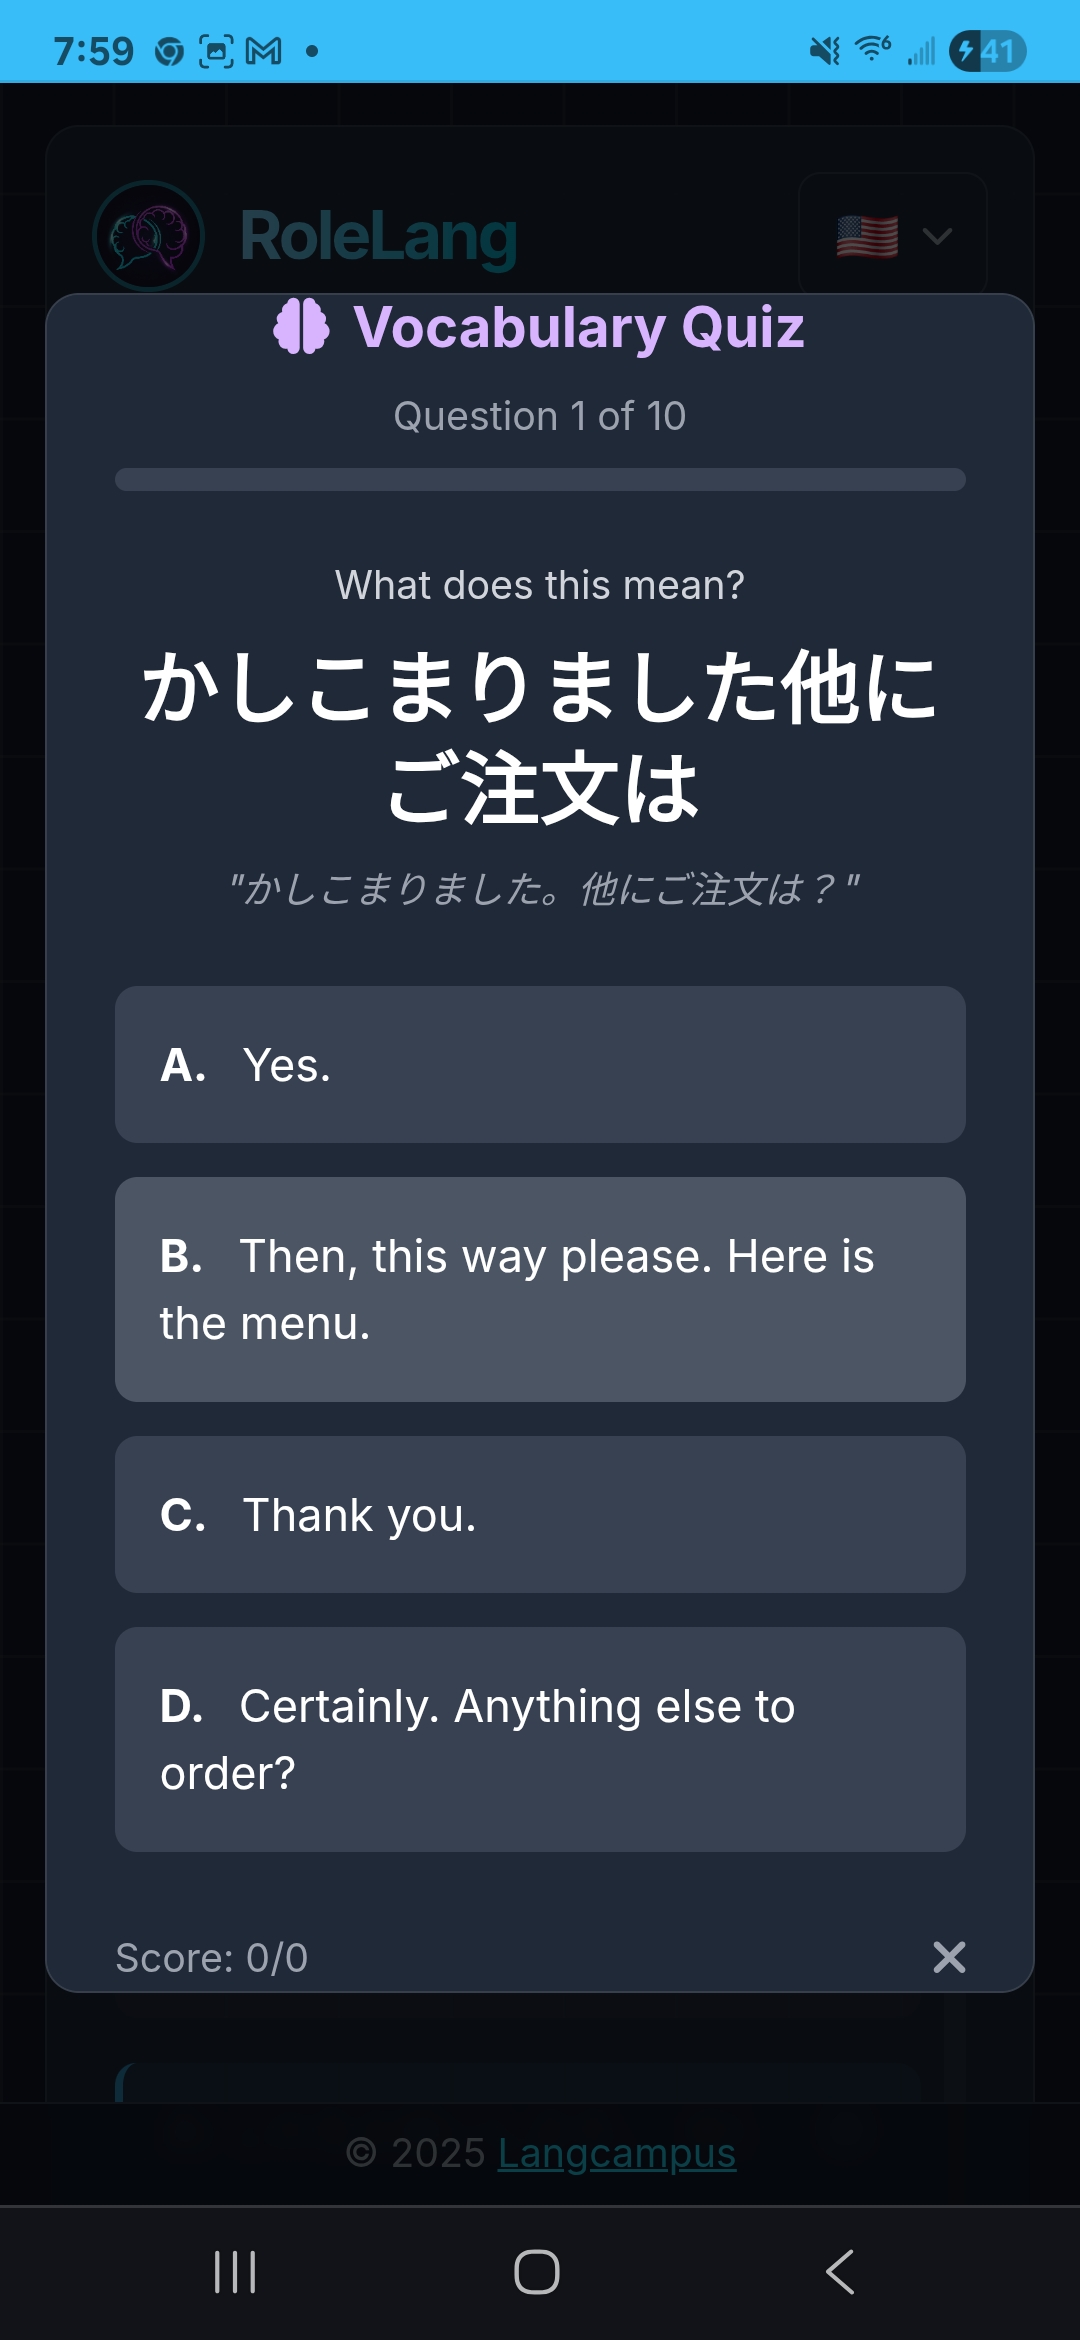 7:59
41
RoleLang
Vocabulary Quiz
Question 1 of 10
What does this mean?
かしこまりました他に
ご注文は
"かしこまりました。他にご注文は？"
A. Yes.
B. Then, this way please. Here is
the menu.
C. Thank you.
D. Certainly. Anything else to
order?
Score: 0/0
© 2025 Langcampus